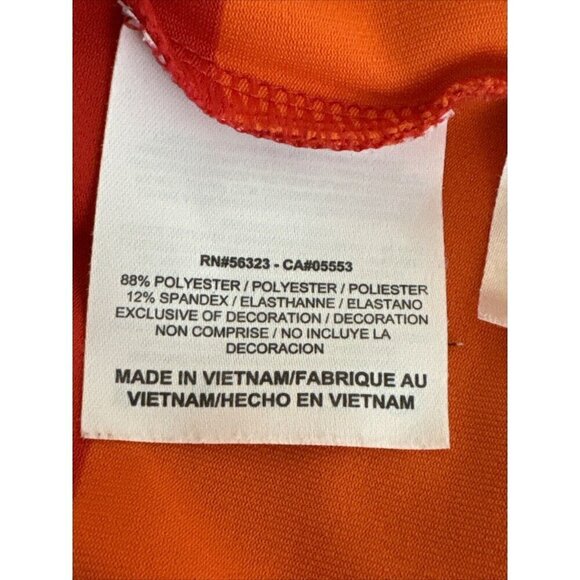 RN#56323 - CA#05553
88% POLYESTER / POLYESTER / POLIESTER
12% SPANDEX / ELASTHANNE / ELASTANO
EXCLUSIVE OF DECORATION / DECORATION
NON COMPRISE / NO INCLUYE LA
DECORACION
MADE IN VIETNAM/FABRIQUE AU
VIETNAM/HECHO EN VIETNAM